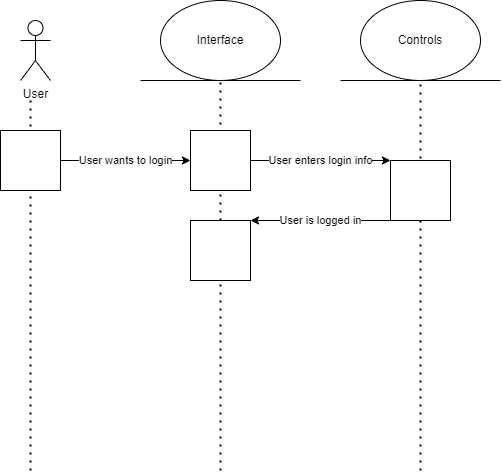 Interface
Controls
User
User wants to login
User enters login info
User is logged in